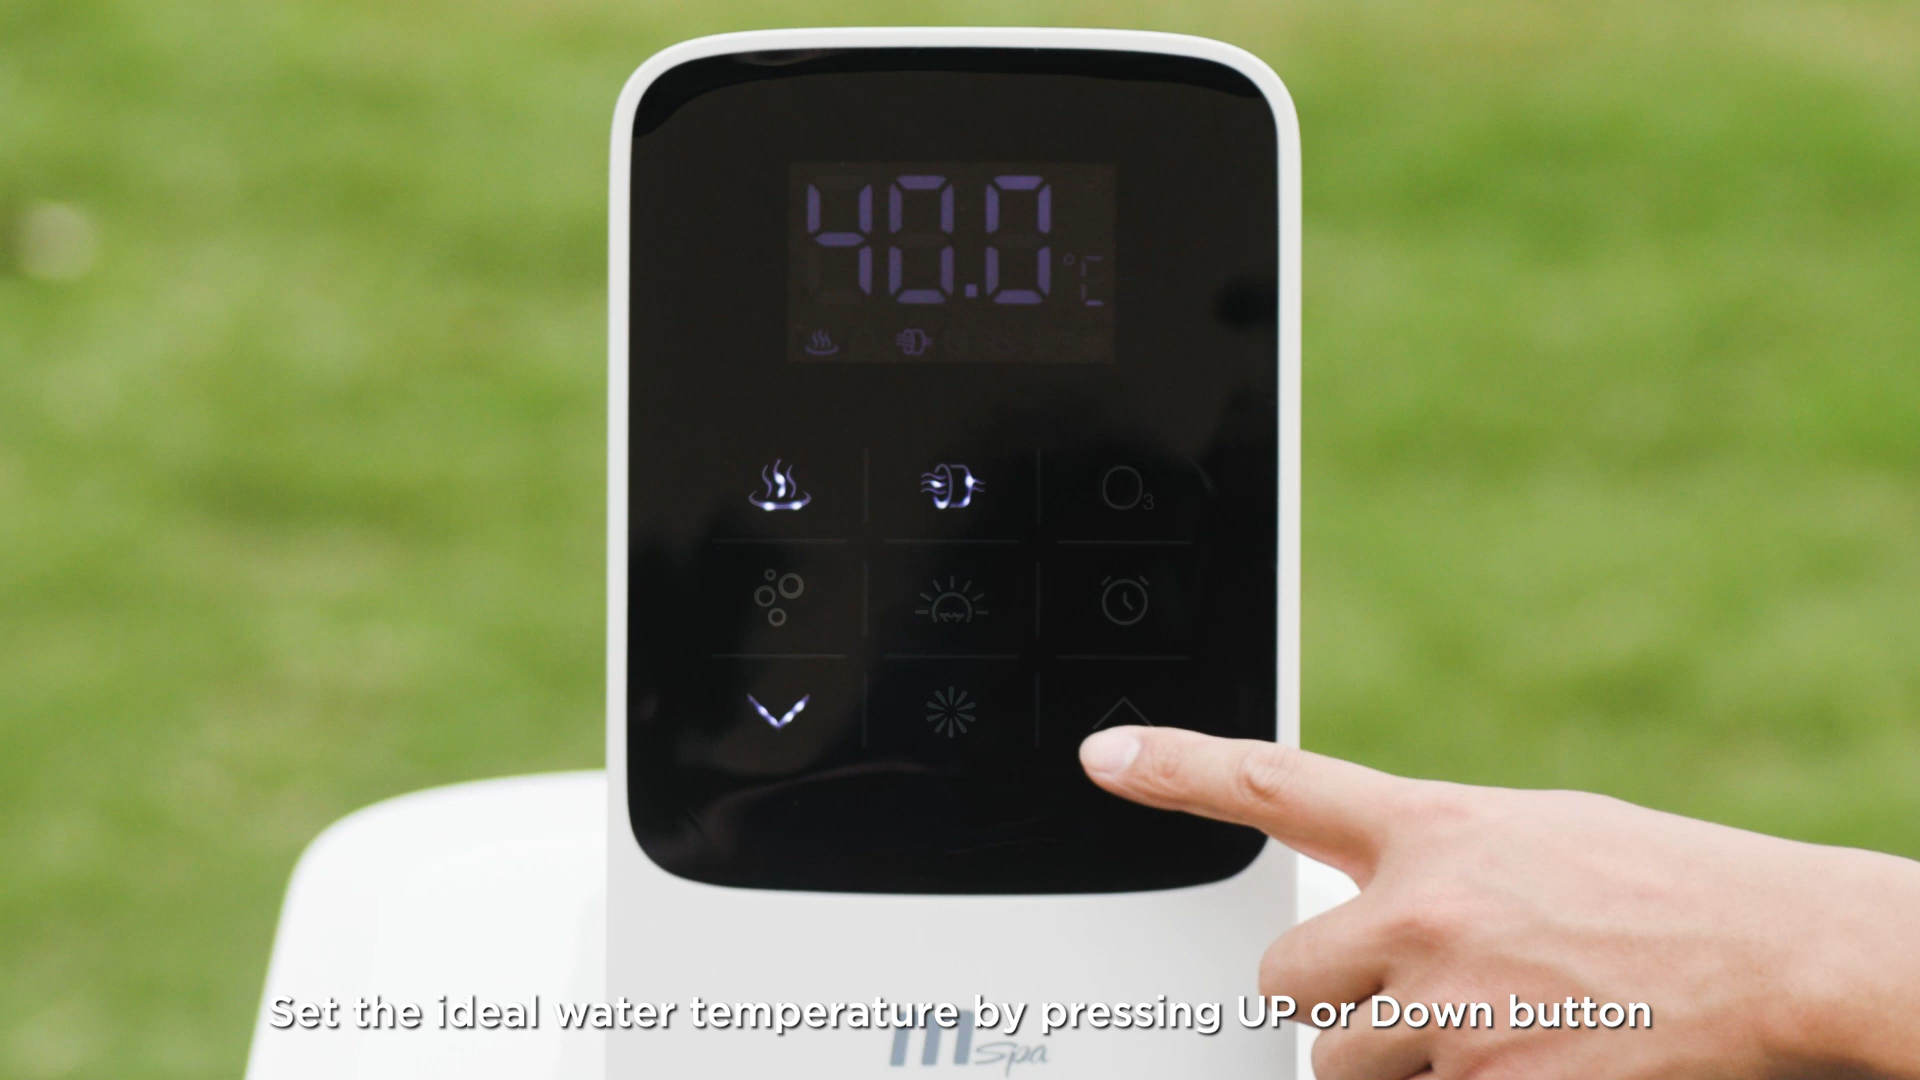 40.0
°C
O3
Set the ideal water temperature by pressing UP or Down button
m
spa